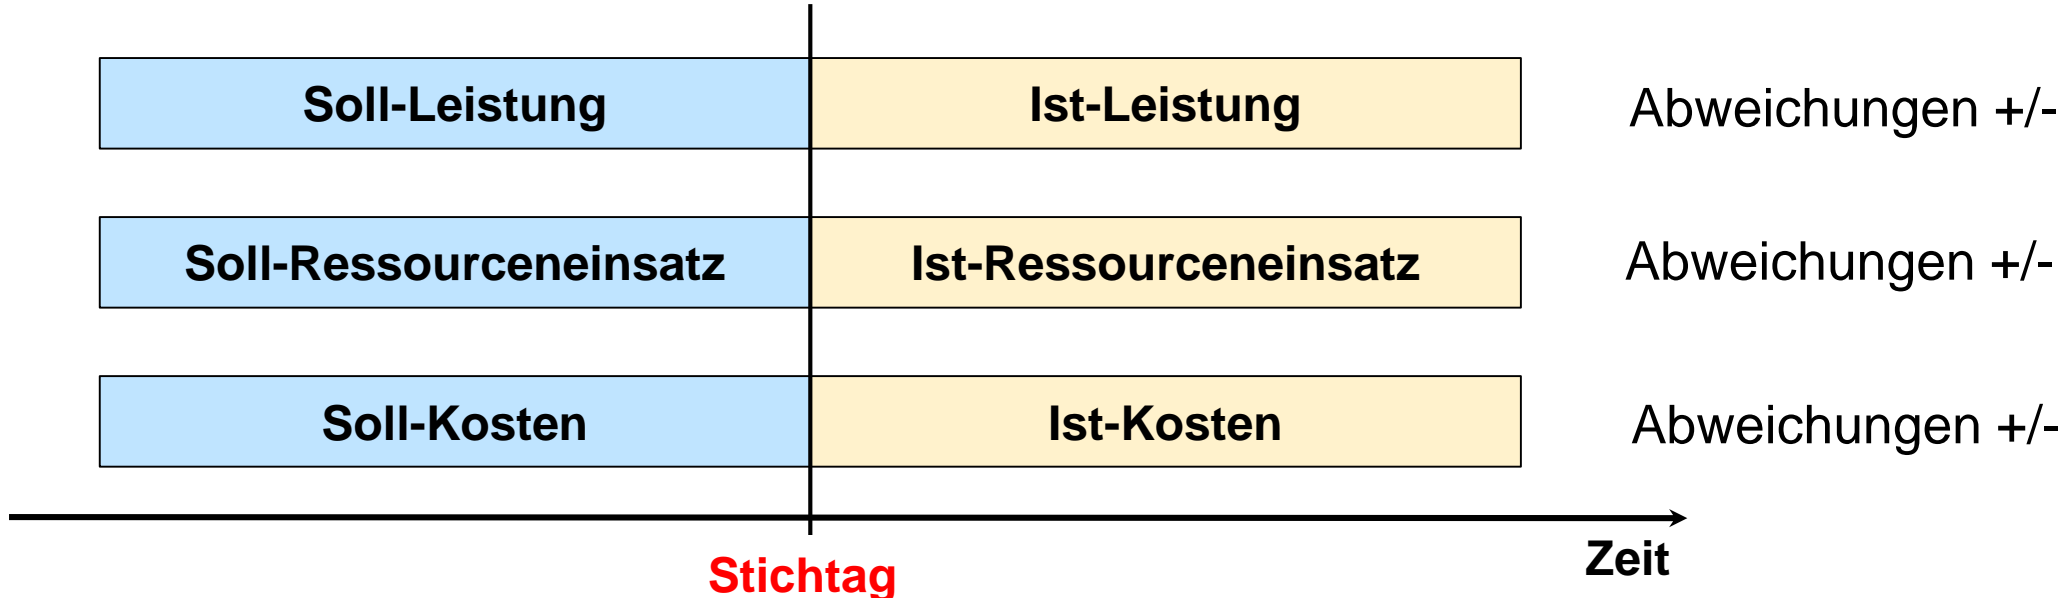 Soll-Leistung Ist-Leistung Abweichungen +/-
Soll-Ressourceneinsatz Ist-Ressourceneinsatz Abweichungen +/-
Soll-Kosten Ist-Kosten Abweichungen +/-
Zeit
Stichtag